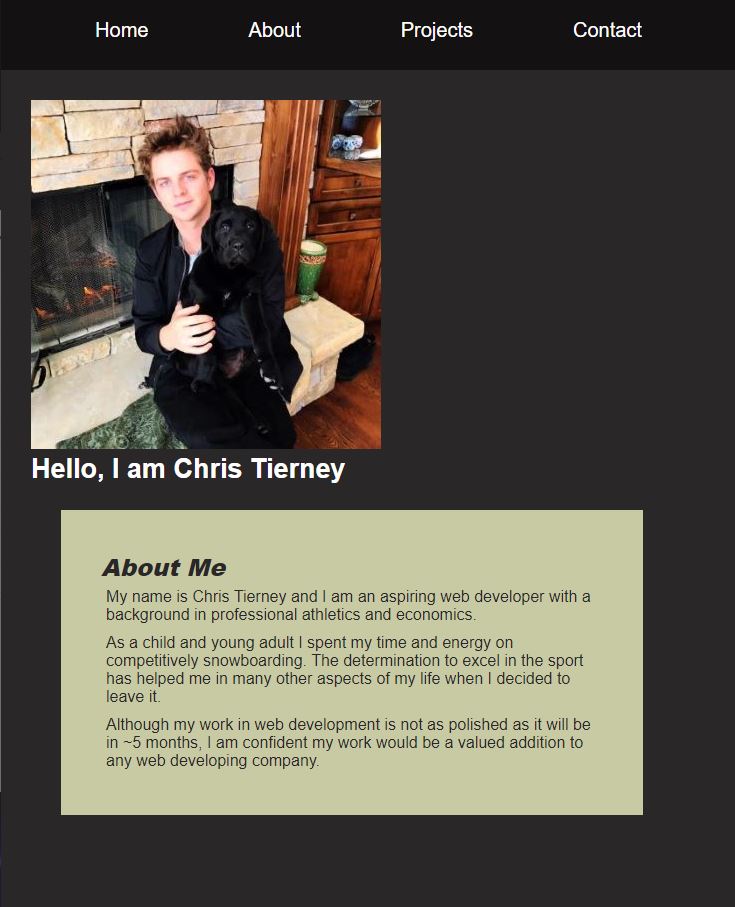 Home About Projects Contact
Hello, I am Chris Tierney
About Me
My name is Chris Tierney and I am an aspiring web developer with a
background in professional athletics and economics.
As a child and young adult I spent my time and energy on
competitively snowboarding. The determination to excel in the sport
has helped me in many other aspects of my life when I decided to
leave it.
Although my work in web development is not as polished as it will be
in ~5 months, I am confident my work would be a valued addition to
any web developing company.